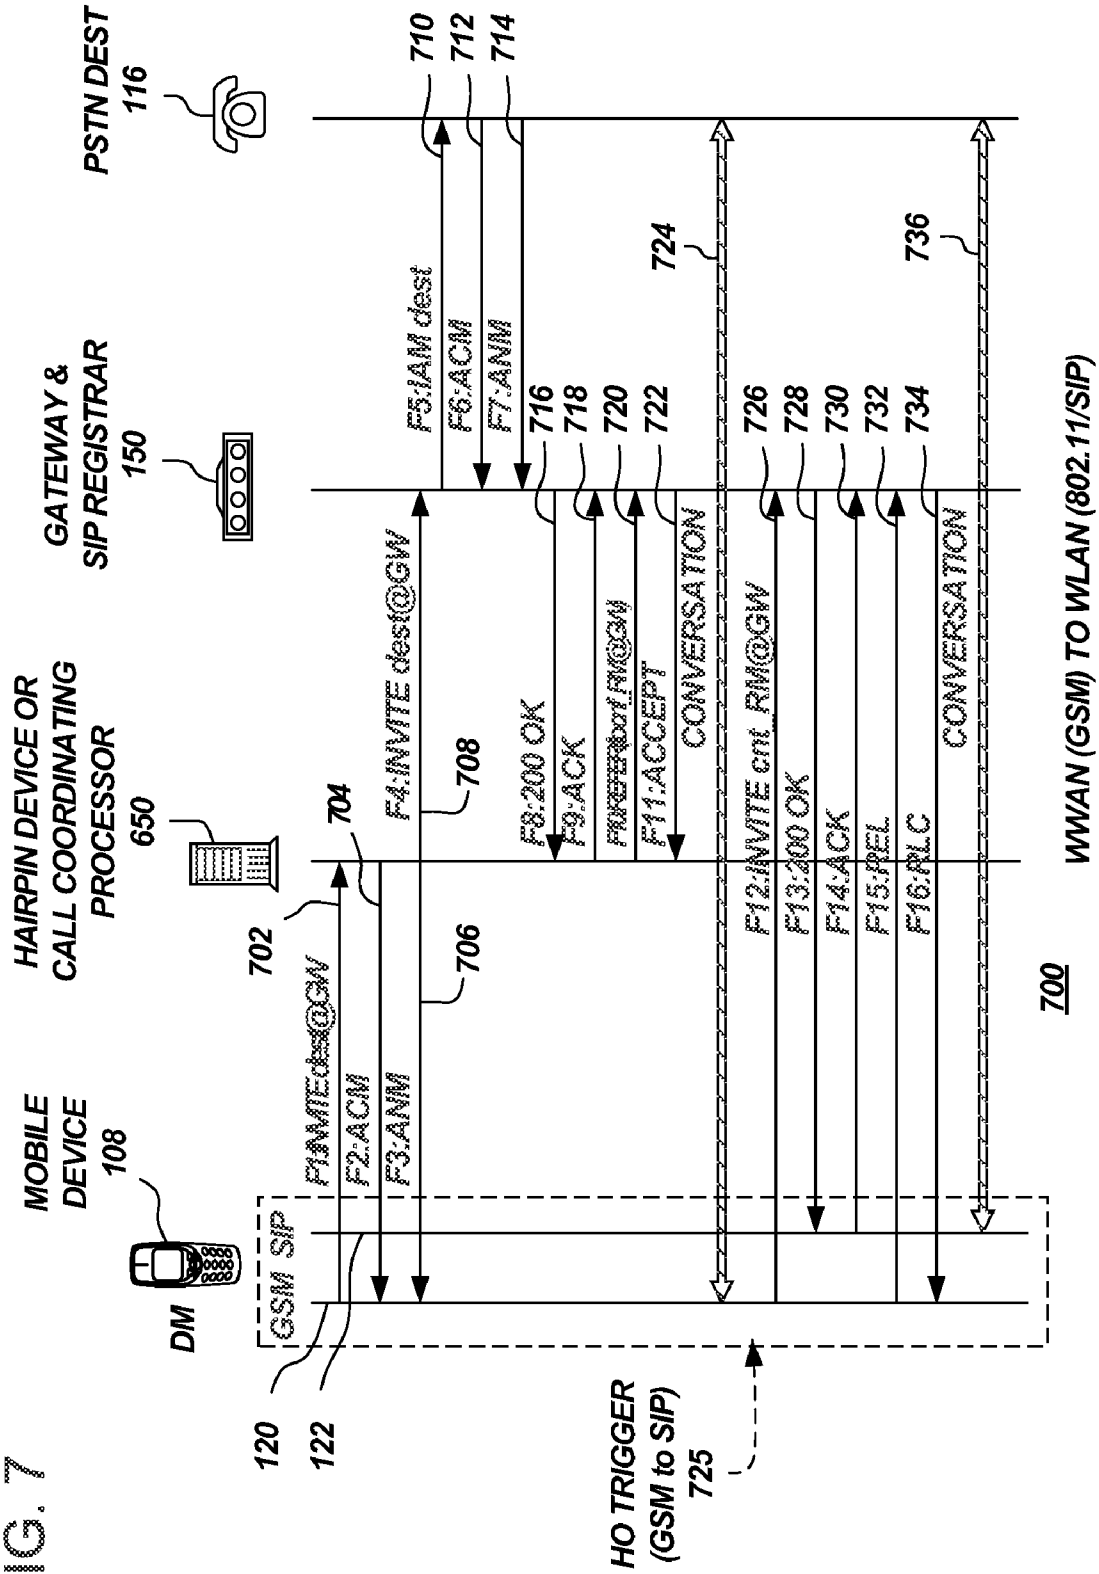 IG. 7
MOBILE
DEVICE
108
DM
HAIRPIN DEVICE OR
CALL COORDINATING
PROCESSOR
650
GATEWAY &
SIP REGISTRAR
150
PSTN DEST
116
120
122
GSM SIP
702
704
F2:ACM
F3:ANM
706
708
F4:INVITE dest@GW
F5:IAM dest
F6:ACM
F7:ANM
710
712
714
F8:200 OK
F9:ACK
F11:ACCEPT
716
718
720
722
CONVERSATION
724
HO TRIGGER
(GSM to SIP)
725
F12:INVITE cnt_RM@GW
F13:200 OK
F14:ACK
F15:REL
F16:RLC
726
728
730
732
734
CONVERSATION
736
700
WWAN (GSM) TO WLAN (802.11/SIP)